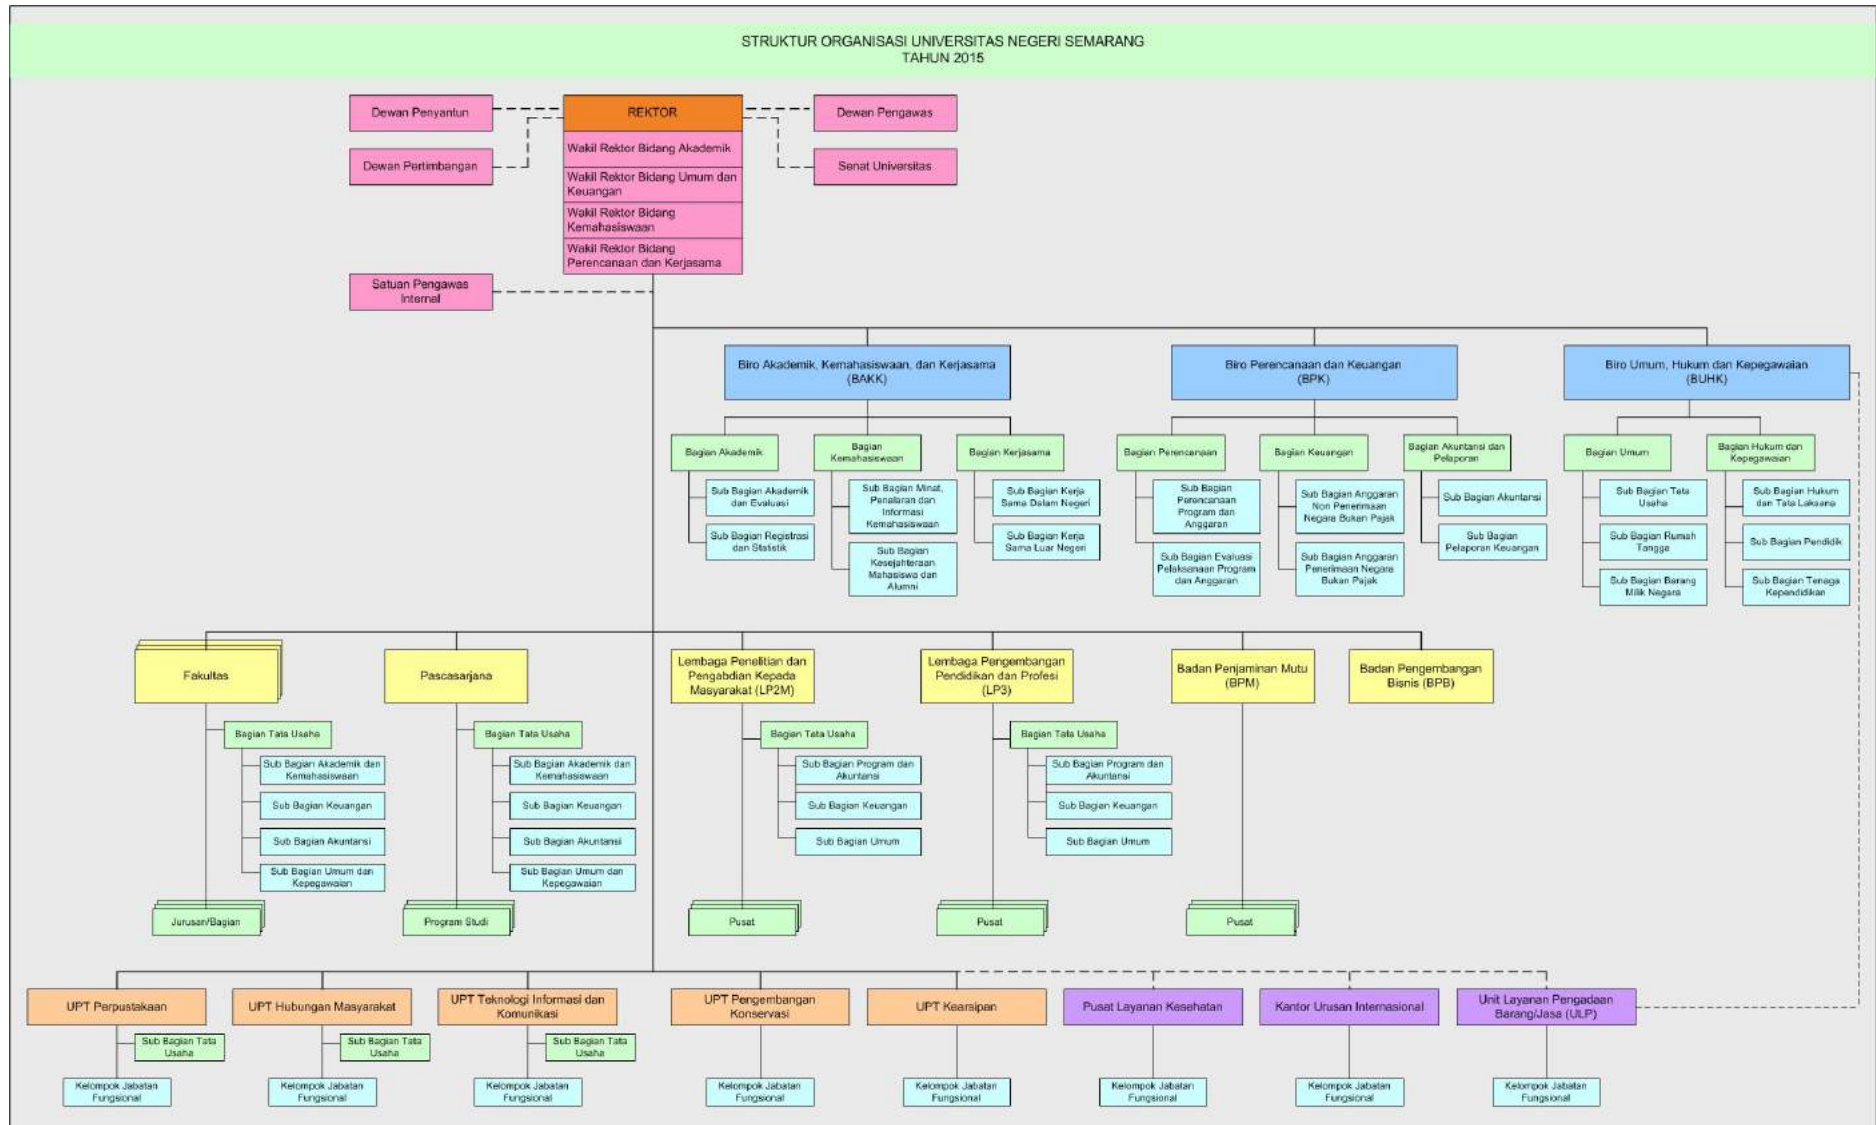 STRUKTUR ORGANISASI UNIVERSITAS NEGERI SEMARANG
TAHUN 2015
Dewan Penyantun
REKTOR
Dewan Pengawas
Wakil Rektor Bidang Akademik
Dewan Pertimbangan
Senat Universitas
Wakil Rektor Bidang Umum dan
Keuangan
Wakil Rektor Bidang
Kemahasiswaan
Wakil Rektor Bidang
Perencanaan dan Kerjasama
Satuan Pengawas
Internal
Biro Akademik, Kemahasiswaan, dan Kerjasama
(BAKK)
Biro Perencanaan dan Keuangan
(BPK)
Biro Umum, Hukum dan Kepegawaian
(BUHK)
Bagian Akademik
Bagian
Kemahasiswaan
Bagian Kerjasama
Bagian Perencanaan
Bagian Keuangan
Bagian Akuntansi dan
Pelaporan
Bagian Umum
Bagian Hukum dan
Kepegawaian
Sub Bagian Akademik
dan Evaluasi
Sub Bagian Minat,
Penalaran dan
Informasi
Kemahasiswaan
Sub Bagian Kerja
Sama Dalam Negeri
Sub Bagian
Perencanaan
Program dan
Anggaran
Sub Bagian Anggaran
Non Penerimaan
Negara Bukan Pajak
Sub Bagian Akuntansi
Sub Bagian Tata
Usaha
Sub Bagian Hukum
dan Tata Laksana
Sub Bagian Registrasi
dan Statistik
Sub Bagian
Kesejahteraan
Mahasiswa dan
Alumni
Sub Bagian Kerja
Sama Luar Negeri
Sub Bagian Evaluasi
Pelaksanaan Program
dan Anggaran
Sub Bagian Anggaran
Penerimaan Negara
Bukan Pajak
Sub Bagian
Pelaporan Keuangan
Sub Bagian Rumah
Tangga
Sub Bagian Pendidik
Sub Bagian Barang
Milik Negara
Sub Bagian Tenaga
Kependidikan
Fakultas
Pascasarjana
Lembaga Penelitian dan
Pengabdian Kepada
Masyarakat (LP2M)
Lembaga Pengembangan
Pendidikan dan Profesi
(LP3)
Badan Penjaminan Mutu
(BPM)
Badan Pengembangan
Bisnis (BPB)
Bagian Tata Usaha
Bagian Tata Usaha
Bagian Tata Usaha
Bagian Tata Usaha
Sub Bagian Akademik dan
Kemahasiswaan
Sub Bagian Akademik dan
Kemahasiswaan
Sub Bagian Program dan
Akuntansi
Sub Bagian Program dan
Akuntansi
Sub Bagian Keuangan
Sub Bagian Keuangan
Sub Bagian Keuangan
Sub Bagian Keuangan
Sub Bagian Akuntansi
Sub Bagian Akuntansi
Sub Bagian Umum
Sub Bagian Umum
Sub Bagian Umum dan
Kepegawaian
Sub Bagian Umum dan
Kepegawaian
Jurusan/Bagian
Program Studi
Pusat
Pusat
Pusat
UPT Perpustakaan
UPT Hubungan Masyarakat
UPT Teknologi Informasi dan
Komunikasi
UPT Pengembangan
Konservasi
UPT Kearsipan
Pusat Layanan Kesehatan
Kantor Urusan Internasional
Unit Layanan Pengadaan
Barang/Jasa (ULP)
Sub Bagian Tata
Usaha
Sub Bagian Tata
Usaha
Sub Bagian Tata
Usaha
Kelompok Jabatan
Fungsional
Kelompok Jabatan
Fungsional
Kelompok Jabatan
Fungsional
Kelompok Jabatan
Fungsional
Kelompok Jabatan
Fungsional
Kelompok Jabatan
Fungsional
Kelompok Jabatan
Fungsional
Kelompok Jabatan
Fungsional